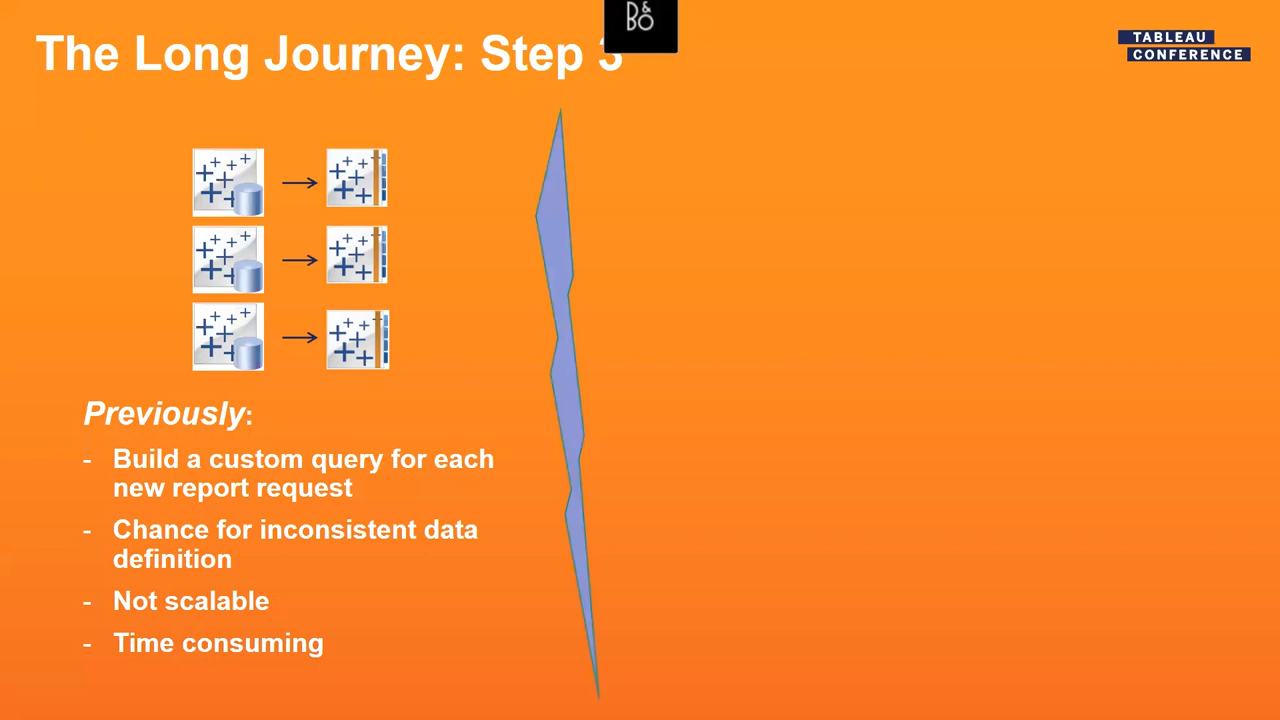 The Long Journey: Step 3
B&O
TABLEAU
CONFERENCE
Previously:
- Build a custom query for each
new report request
- Chance for inconsistent data
definition
- Not scalable
- Time consuming